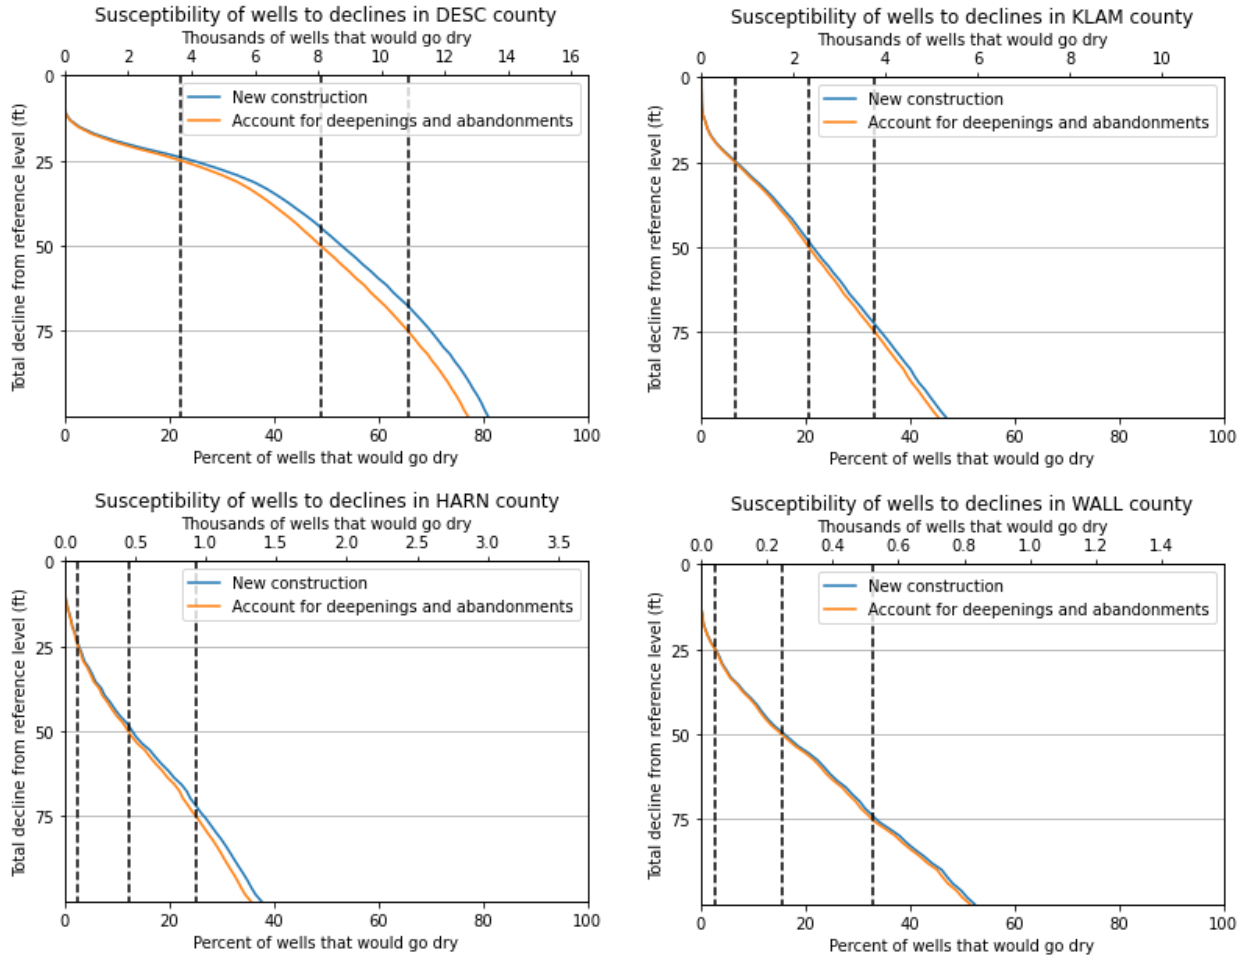 Susceptibility of wells to declines in DESC county
Thousands of wells that would go dry
0 2 4 6 8 10 12 14 16
New construction
Account for deepenings and abandonments
Total decline from reference level (ft)
0
25
50
75
0 20 40 60 80 100
Percent of wells that would go dry
Susceptibility of wells to declines in KLAM county
Thousands of wells that would go dry
0 2 4 6 8 10
New construction
Account for deepenings and abandonments
Total decline from reference level (ft)
0
25
50
75
0 20 40 60 80 100
Percent of wells that would go dry
Susceptibility of wells to declines in HARN county
Thousands of wells that would go dry
0.0 0.5 1.0 1.5 2.0 2.5 3.0 3.5
New construction
Account for deepenings and abandonments
Total decline from reference level (ft)
0
25
50
75
0 20 40 60 80 100
Percent of wells that would go dry
Susceptibility of wells to declines in WALL county
Thousands of wells that would go dry
0.0 0.2 0.4 0.6 0.8 1.0 1.2 1.4
New construction
Account for deepenings and abandonments
Total decline from reference level (ft)
0
25
50
75
0 20 40 60 80 100
Percent of wells that would go dry